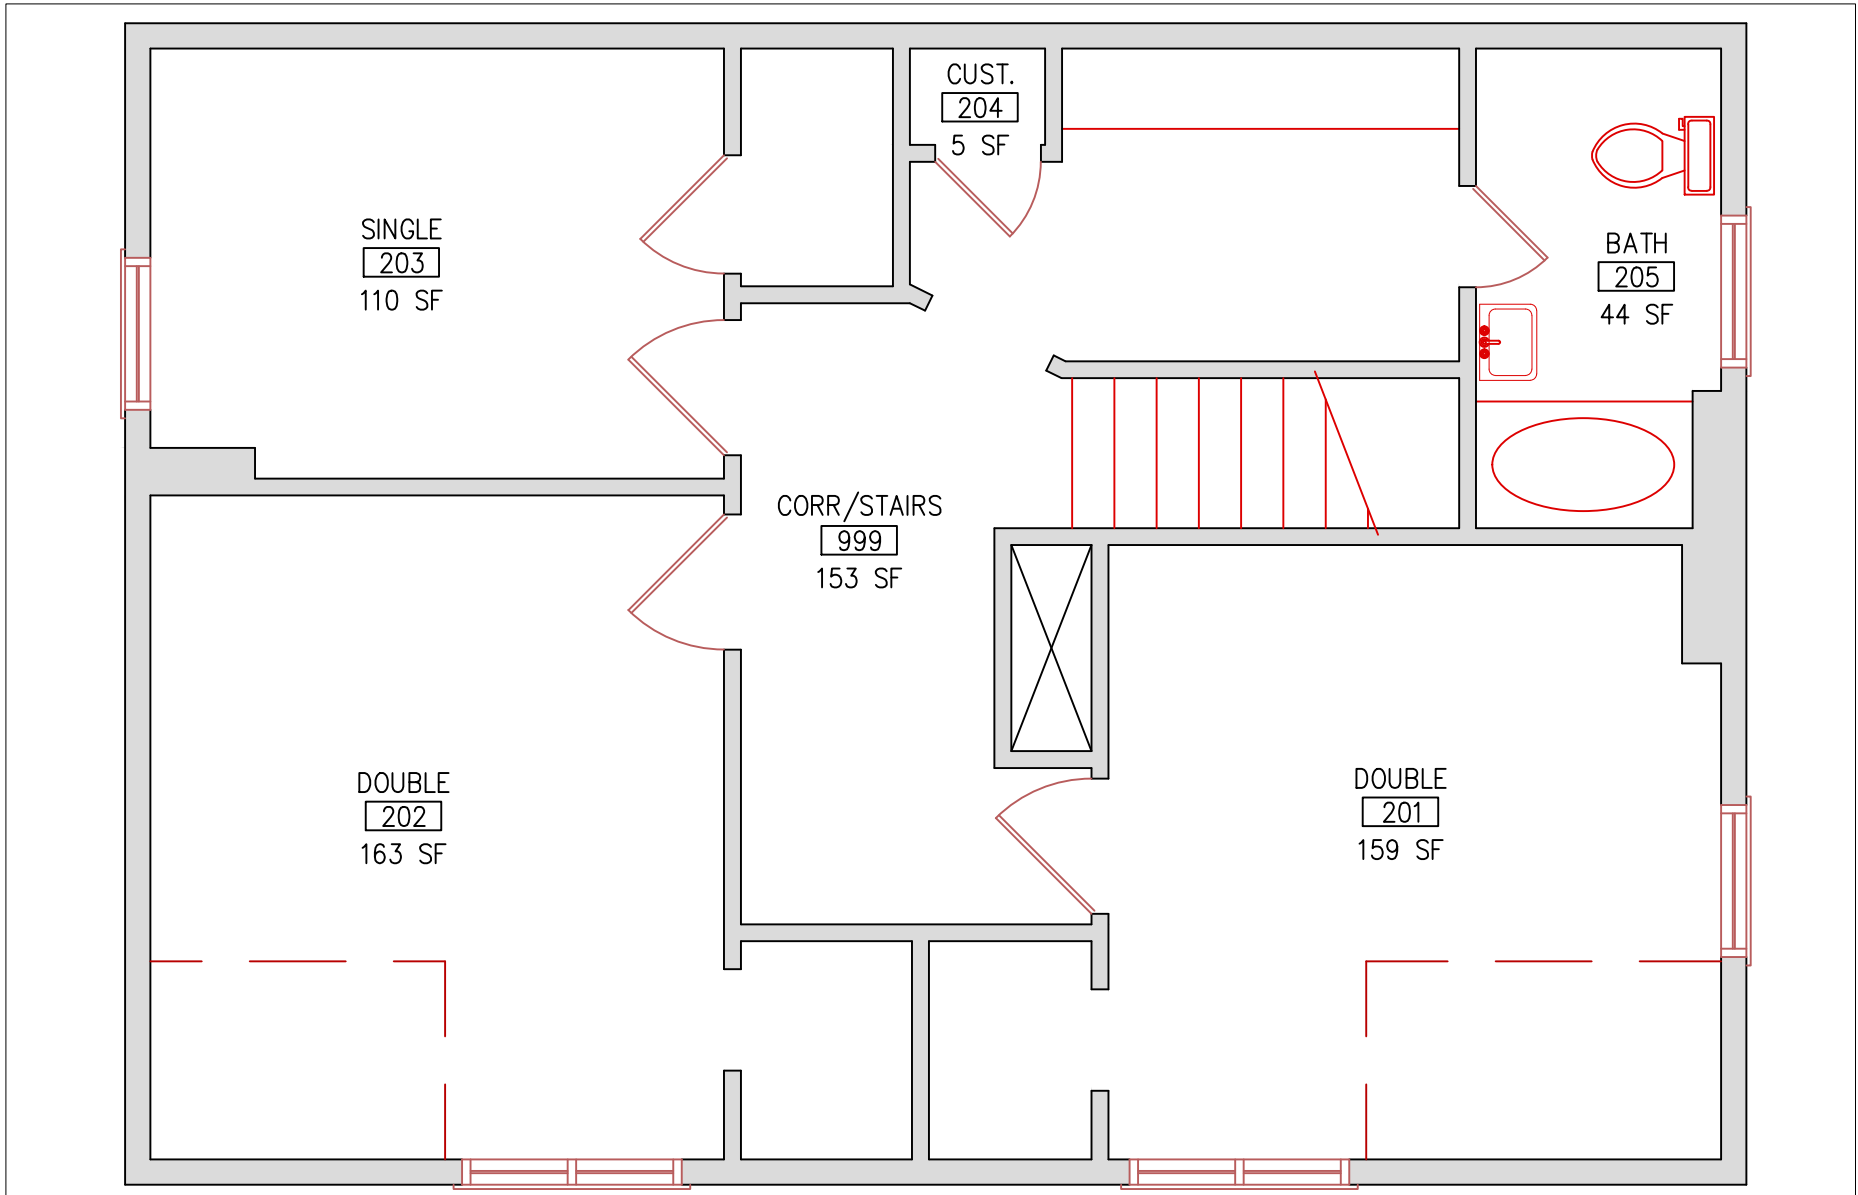 CUST.
204
5 SF
SINGLE
203
110 SF
BATH
205
44 SF
CORR/STAIRS
999
153 SF
DOUBLE
202
163 SF
DOUBLE
201
159 SF